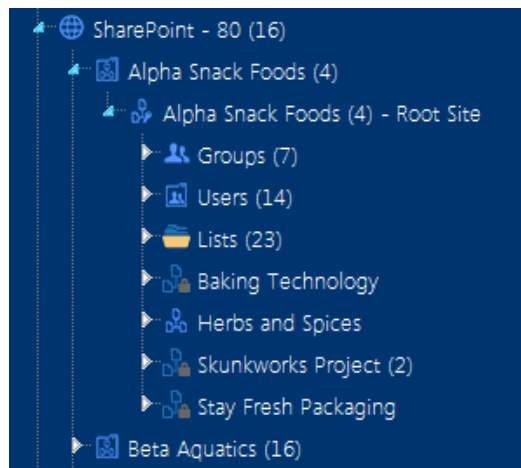 SharePoint - 80 (16)
Alpha Snack Foods (4)
Alpha Snack Foods (4) - Root Site
Groups (7)
Users (14)
Lists (23)
Baking Technology
Herbs and Spices
Skunkworks Project (2)
Stay Fresh Packaging
Beta Aquatics (16)